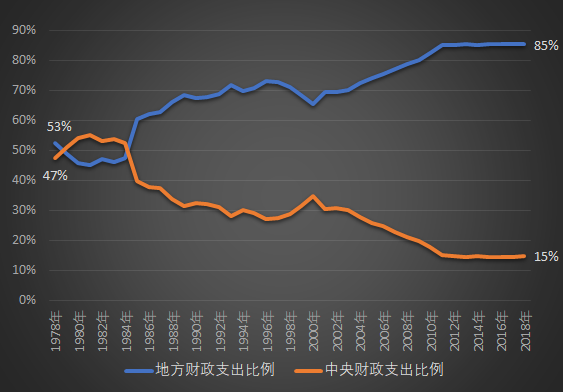 90%
80%
70%
60%
50%
40%
30%
20%
10%
0%
53%
47%
85%
15%
1978年
1980年
1982年
1984年
1986年
1988年
1990年
1992年
1994年
1996年
1998年
2000年
2002年
2004年
2006年
2008年
2010年
2012年
2014年
2016年
2018年
地方财政支出比例
中央财政支出比例